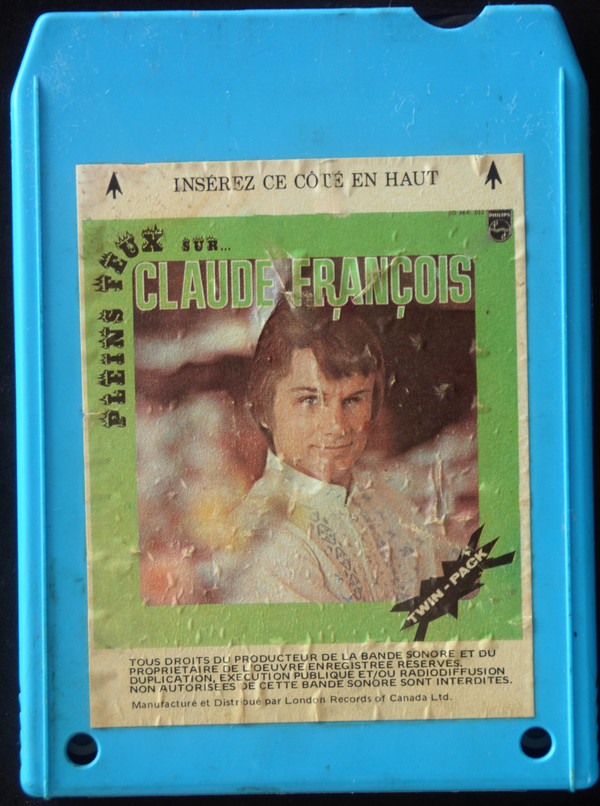 INSÉREZ CE CÔTÉ EN HAUT
PHILIPS
PLEINS FEUX SUR...
CLAUDE FRANÇOIS
TWIN-PACK
TOUS DROITS DU PRODUCTEUR DE LA BANDE SONORE ET DU
PROPRIETAIRE DE L'OEUVRE ENREGISTREE RESERVES.
DUPLICATION, EXECUTION PUBLIQUE ET/OU RADIODIFFUSION
NON AUTORISEES DE CETTE BANDE SONORE SONT INTERDITES.
Manufacturé et Distribué par London Records of Canada Ltd.